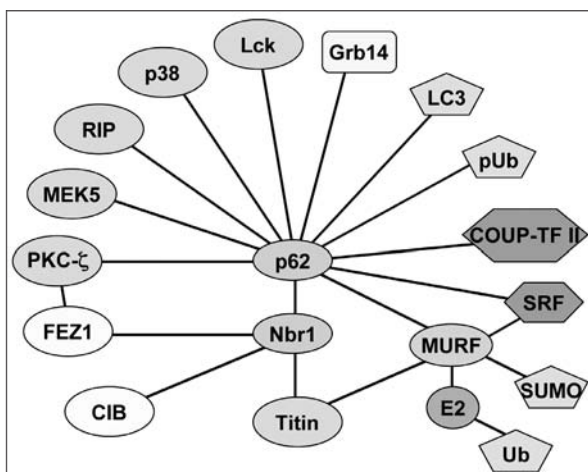 Lck
Grb14
p38
LC3
RIP
pUb
MEK5
COUP-TF II
PKC-ζ
p62
SRF
FEZ1
Nbr1
MURF
SUMO
CIB
Titin
E2
Ub